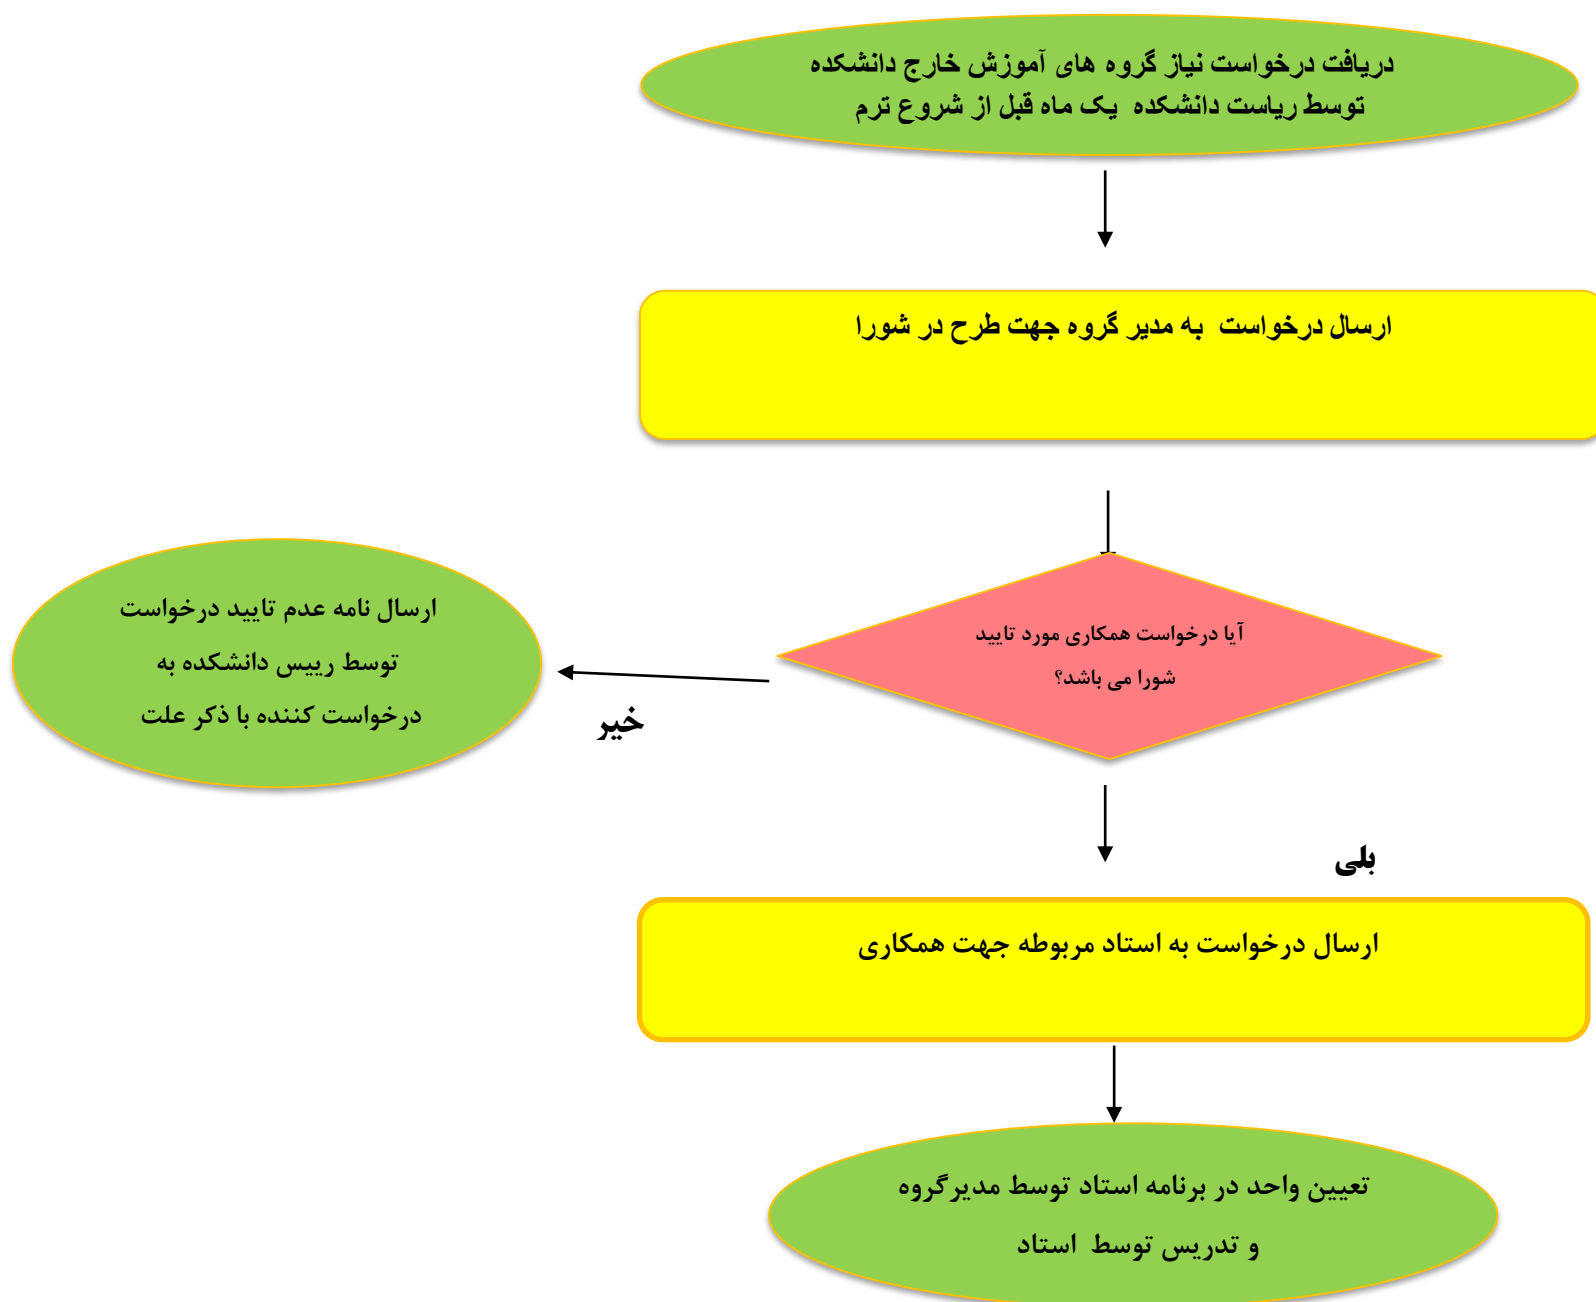 دریافت درخواست نیاز گروه های آموزش خارج دانشکده
توسط ریاست دانشکده یک ماه قبل از شروع ترم
ارسال درخواست به مدیر گروه جهت طرح در شورا
آیا درخواست همکاری مورد تایید
شورا می باشد؟
خیر
ارسال نامه عدم تایید درخواست
توسط رییس دانشکده به
درخواست کننده با ذکر علت
بلی
ارسال درخواست به استاد مربوطه جهت همکاری
تعیین واحد در برنامه استاد توسط مدیرگروه
و تدریس توسط استاد